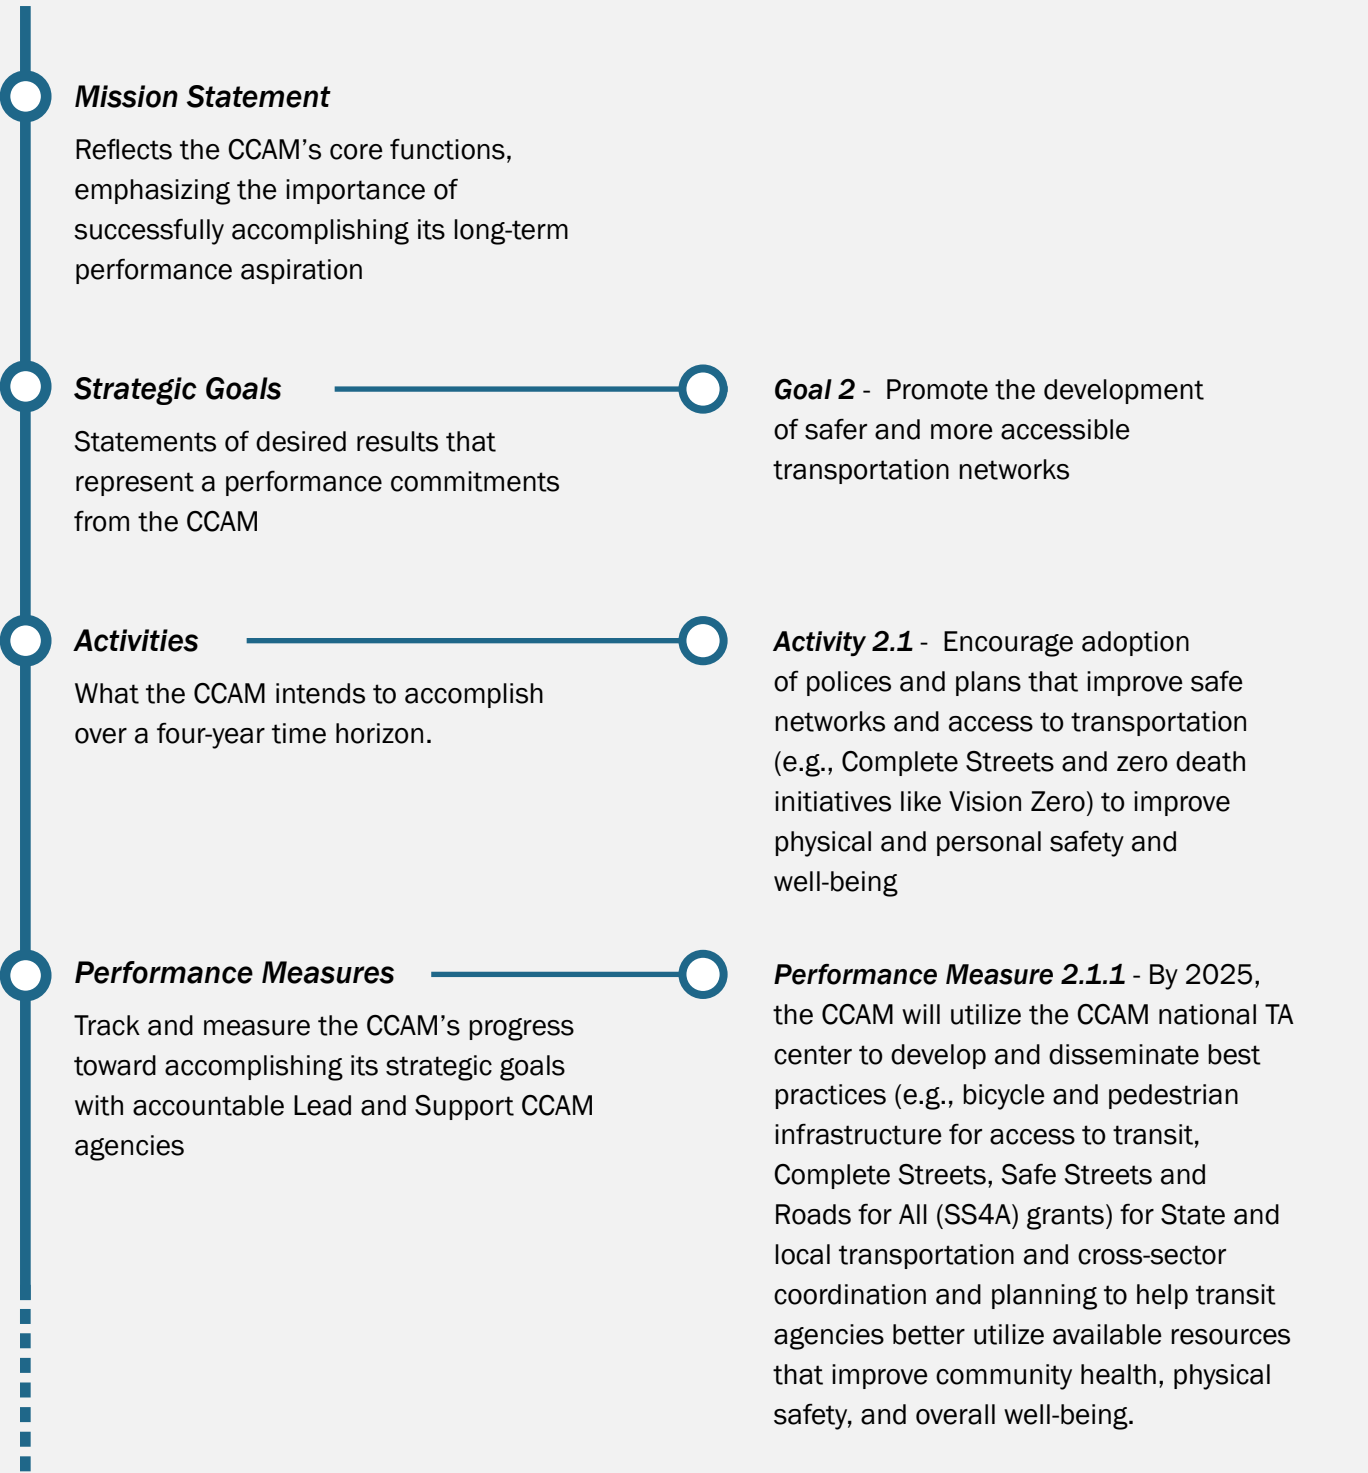 Mission Statement
Reflects the CCAM’s core functions,
emphasizing the importance of
successfully accomplishing its long-term
performance aspiration
Strategic Goals
Statements of desired results that
represent a performance commitments
from the CCAM
Goal 2 - Promote the development
of safer and more accessible
transportation networks
Activities
What the CCAM intends to accomplish
over a four-year time horizon.
Activity 2.1 - Encourage adoption
of polices and plans that improve safe
networks and access to transportation
(e.g., Complete Streets and zero death
initiatives like Vision Zero) to improve
physical and personal safety and
well-being
Performance Measures
Track and measure the CCAM’s progress
toward accomplishing its strategic goals
with accountable Lead and Support CCAM
agencies
Performance Measure 2.1.1 - By 2025,
the CCAM will utilize the CCAM national TA
center to develop and disseminate best
practices (e.g., bicycle and pedestrian
infrastructure for access to transit,
Complete Streets, Safe Streets and
Roads for All (SS4A) grants) for State and
local transportation and cross-sector
coordination and planning to help transit
agencies better utilize available resources
that improve community health, physical
safety, and overall well-being.